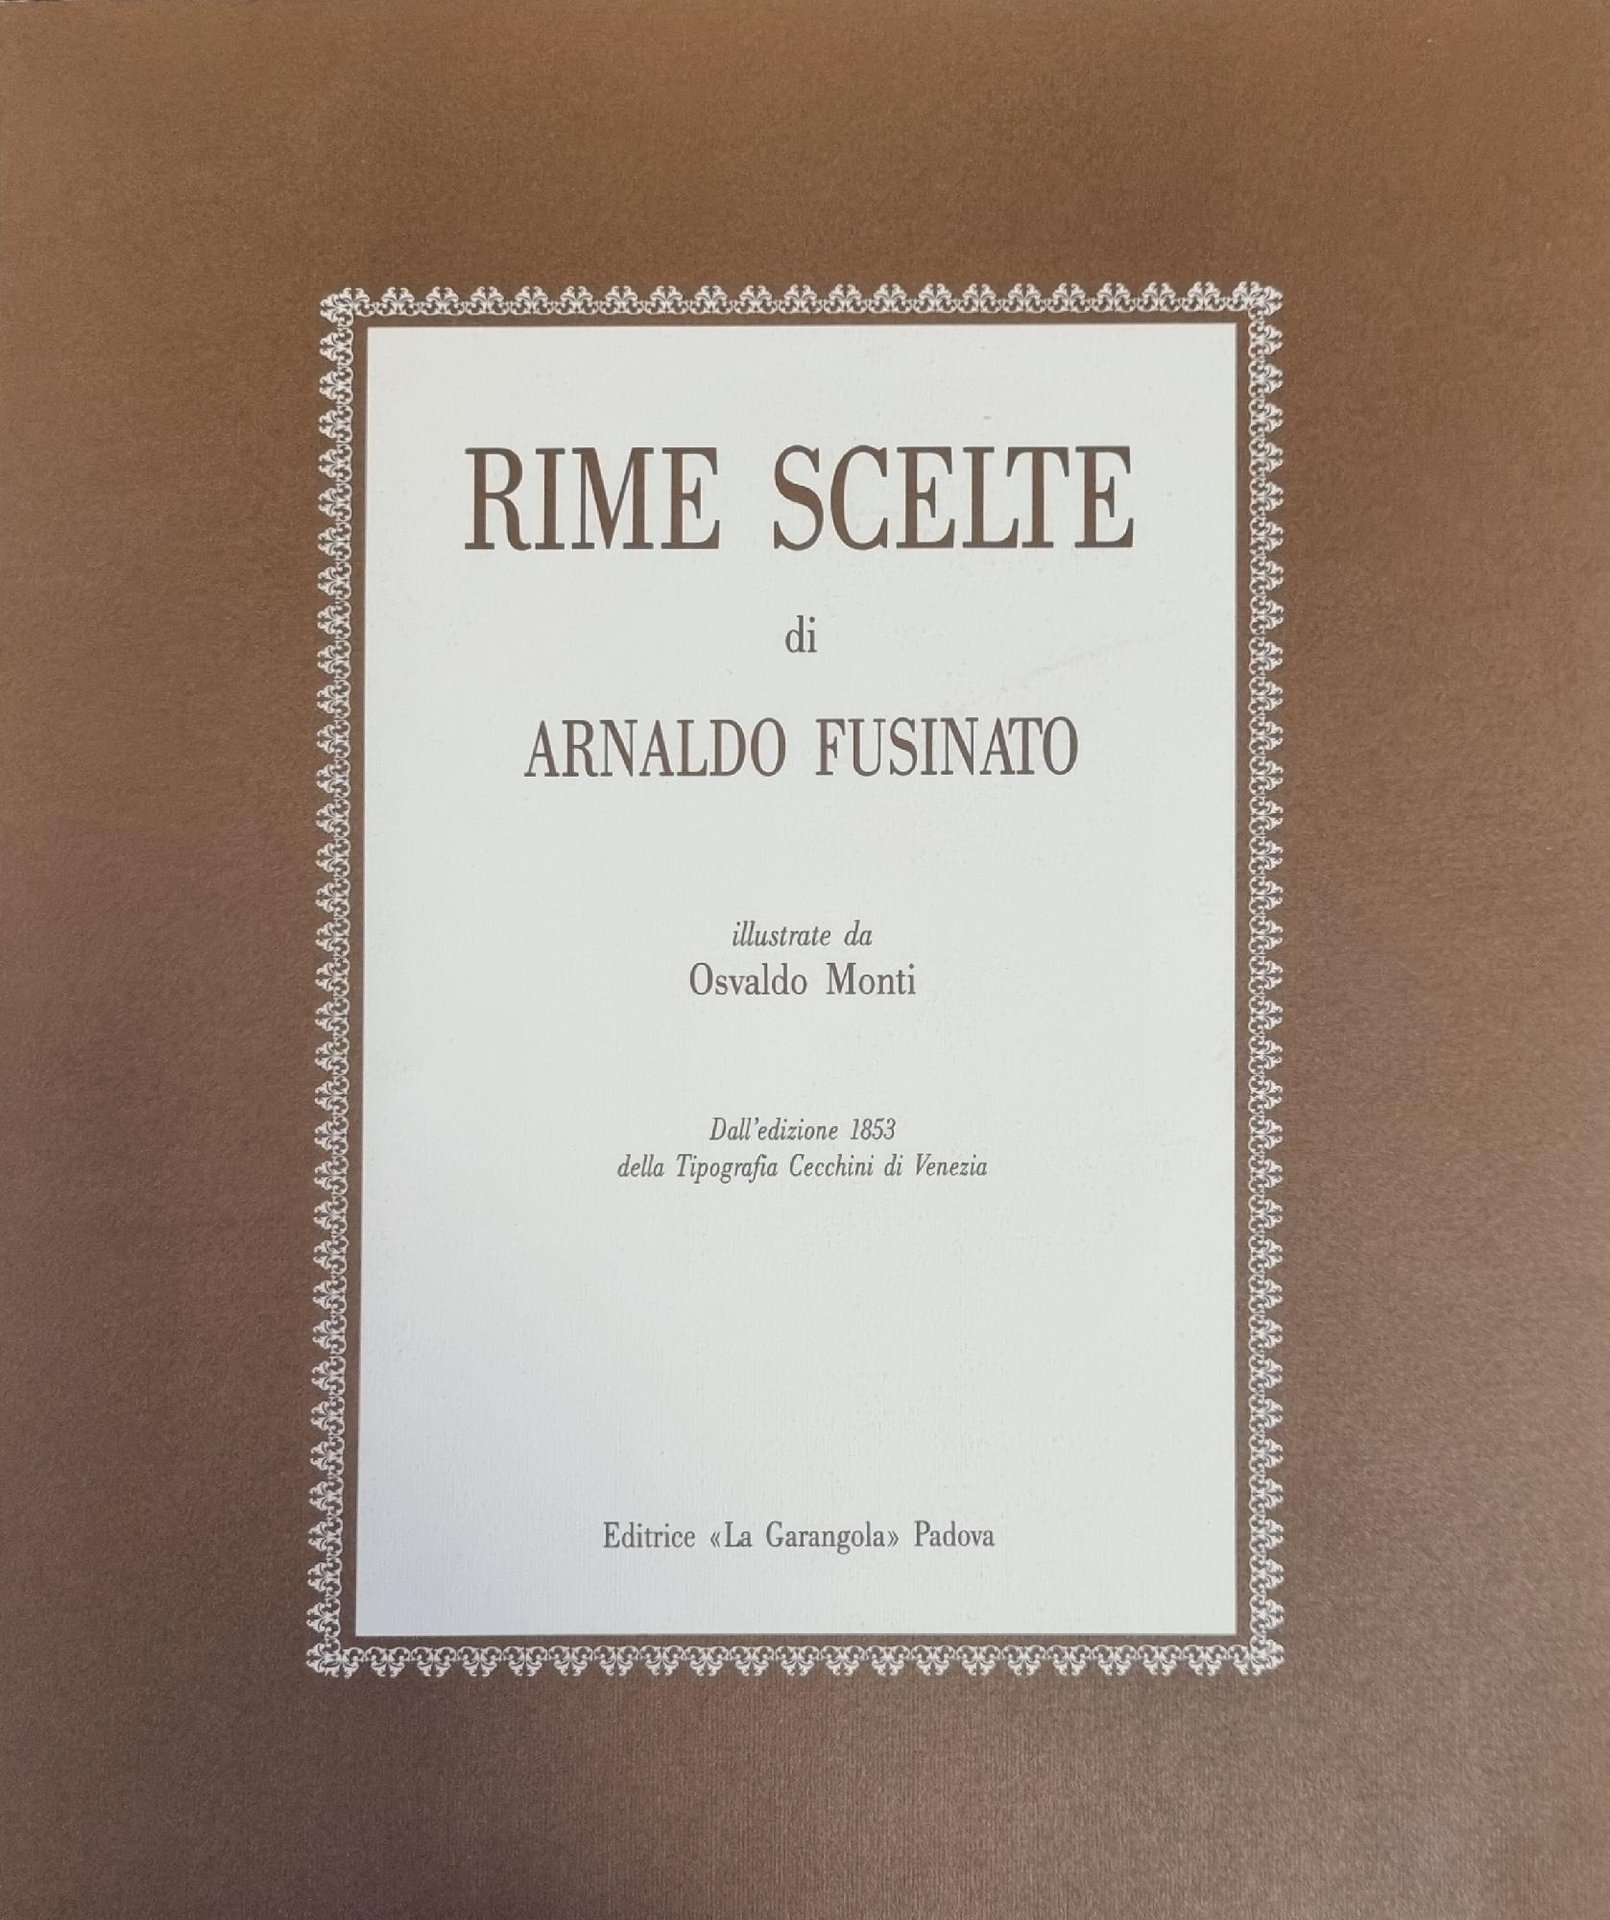 RIME SCELTE
di
ARNALDO FUSINATO
illustrate da
Osvaldo Monti
Dall'edizione 1853
della Tipografia Cecchini di Venezia
Editrice «La Garangola» Padova